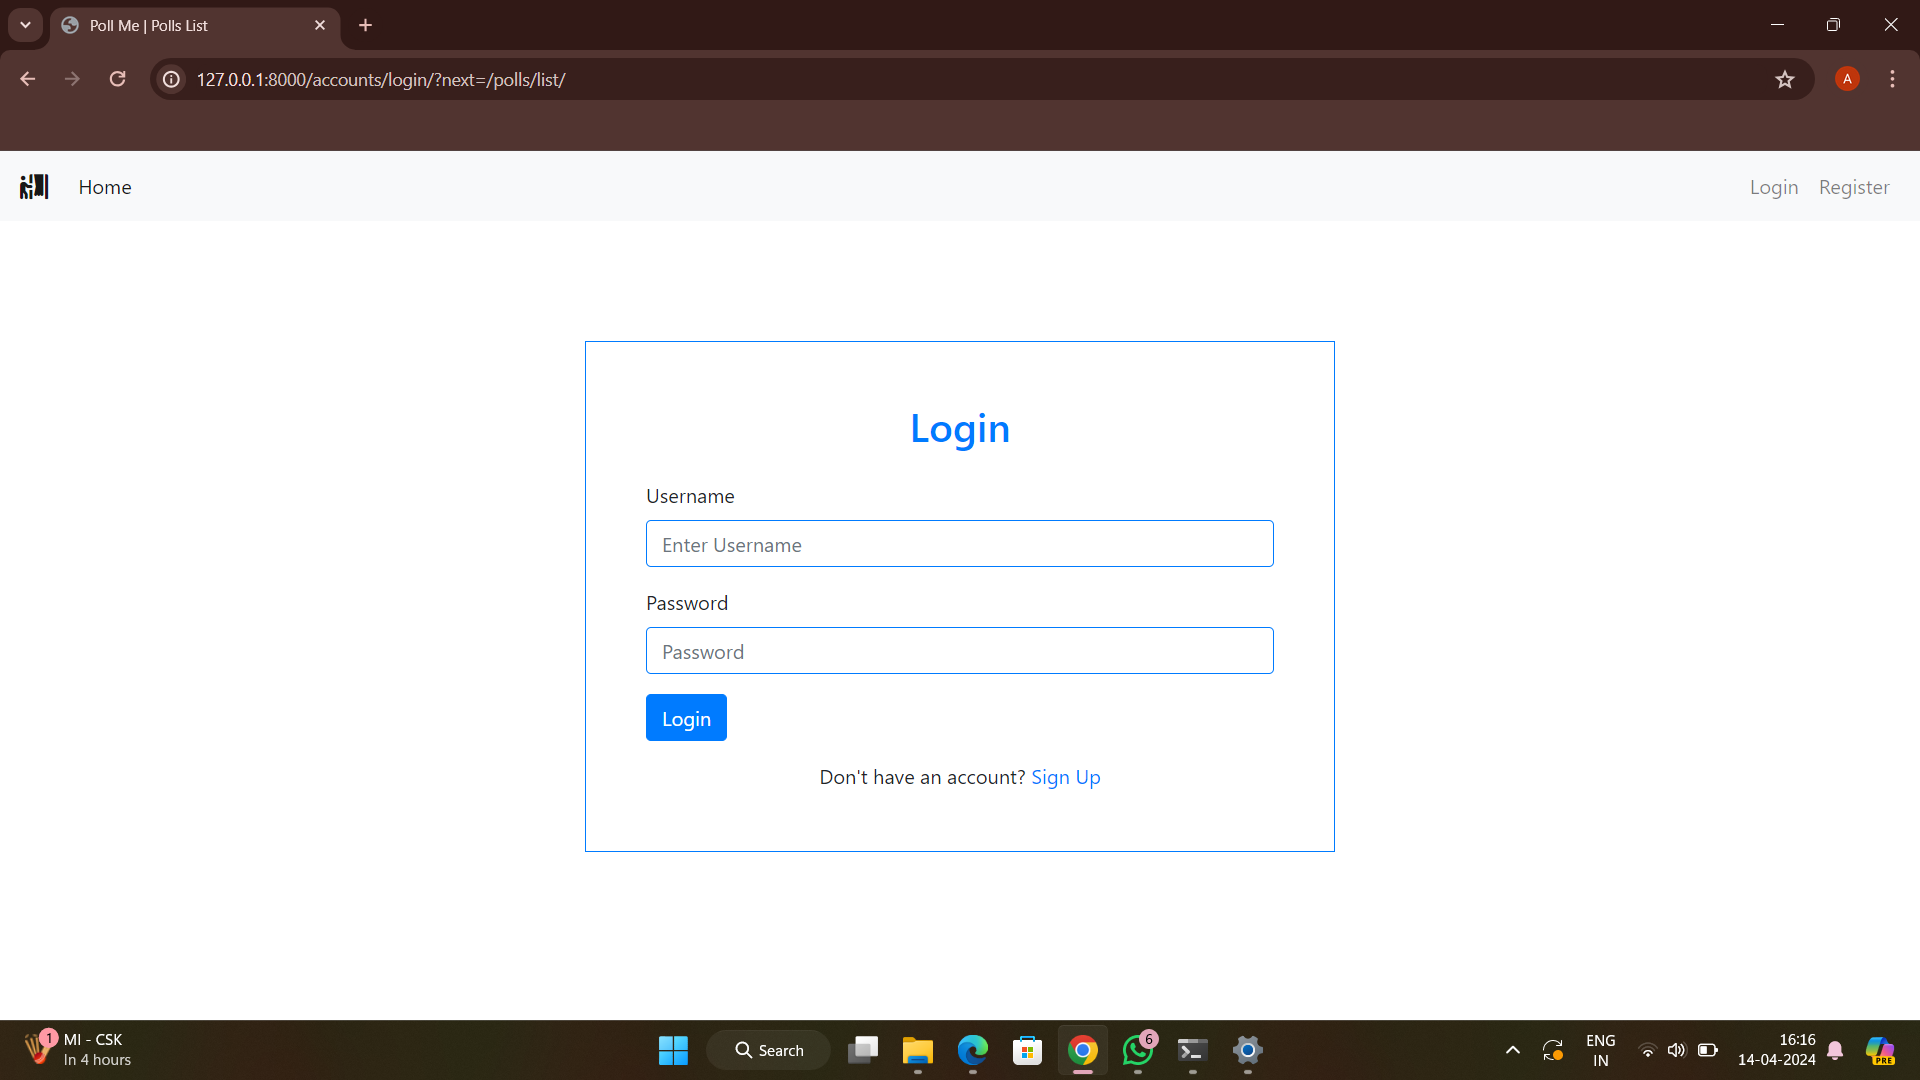 Poll Me | Polls List
127.0.0.1:8000/accounts/login/?next=/polls/list/
A
Home
Login
Register
Login
Username
Enter Username
Password
Password
Login
Don't have an account? Sign Up
1
MI - CSK
In 4 hours
Search
6
ENG
IN
16:16
14-04-2024
PRE